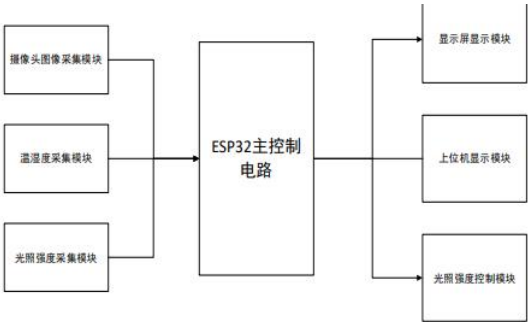 摄像头图像采集模块
温湿度采集模块
光照强度采集模块
ESP32主控制
电路
显示屏显示模块
上位机显示模块
光照强度控制模块